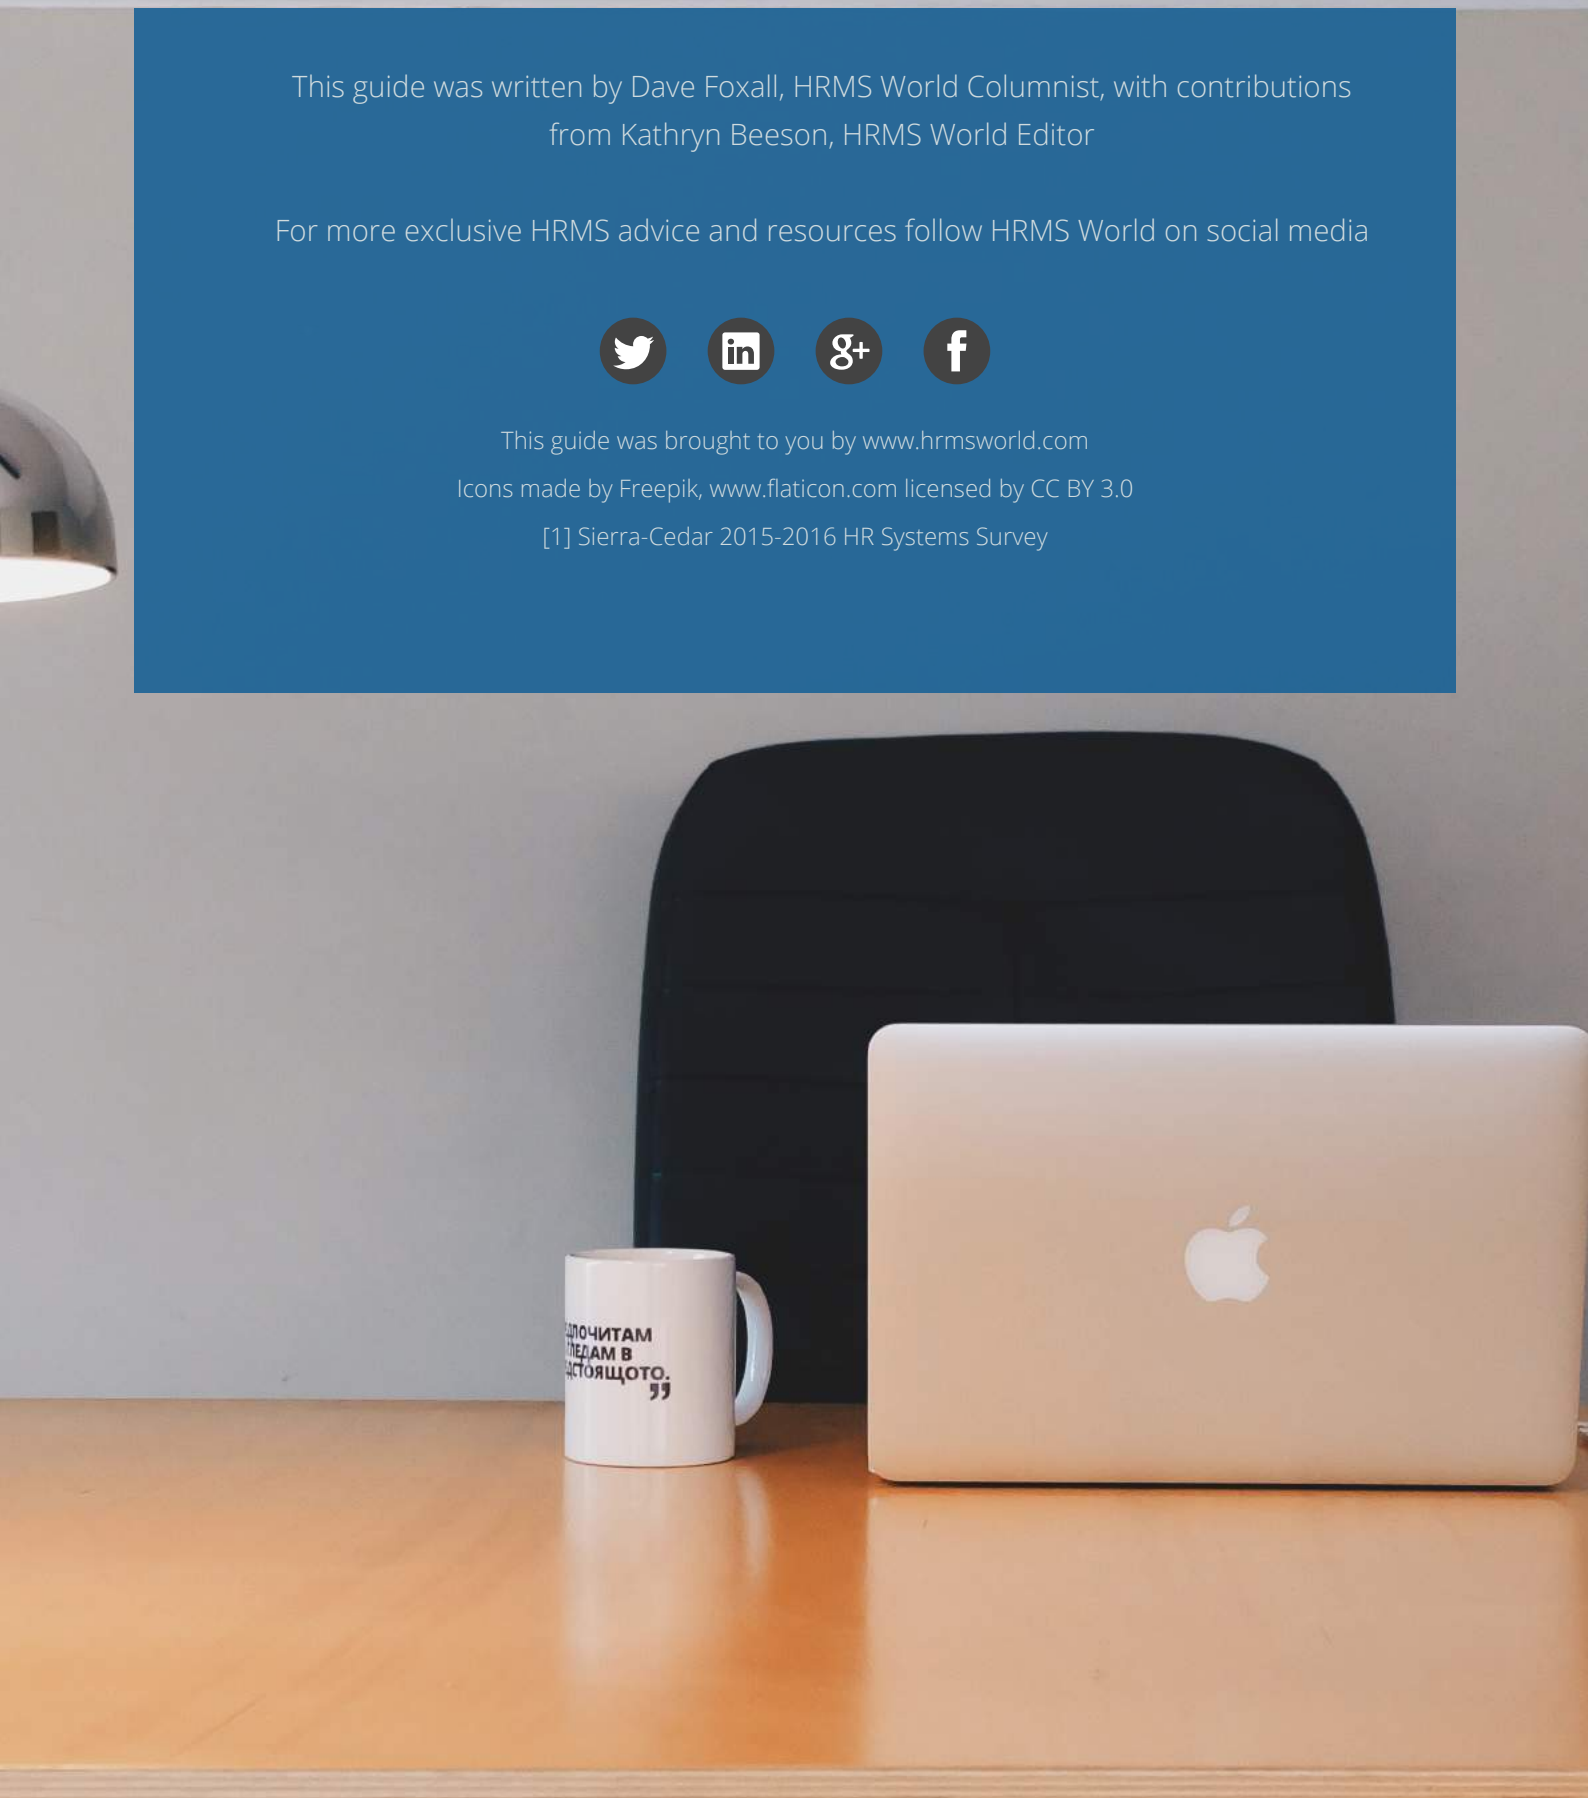 This guide was written by Dave Foxall, HRMS World Columnist, with contributions
from Kathryn Beeson, HRMS World Editor
For more exclusive HRMS advice and resources follow HRMS World on social media
This guide was brought to you by www.hrmsworld.com
Icons made by Freepik, www.flaticon.com licensed by CC BY 3.0
[1] Sierra-Cedar 2015-2016 HR Systems Survey
В